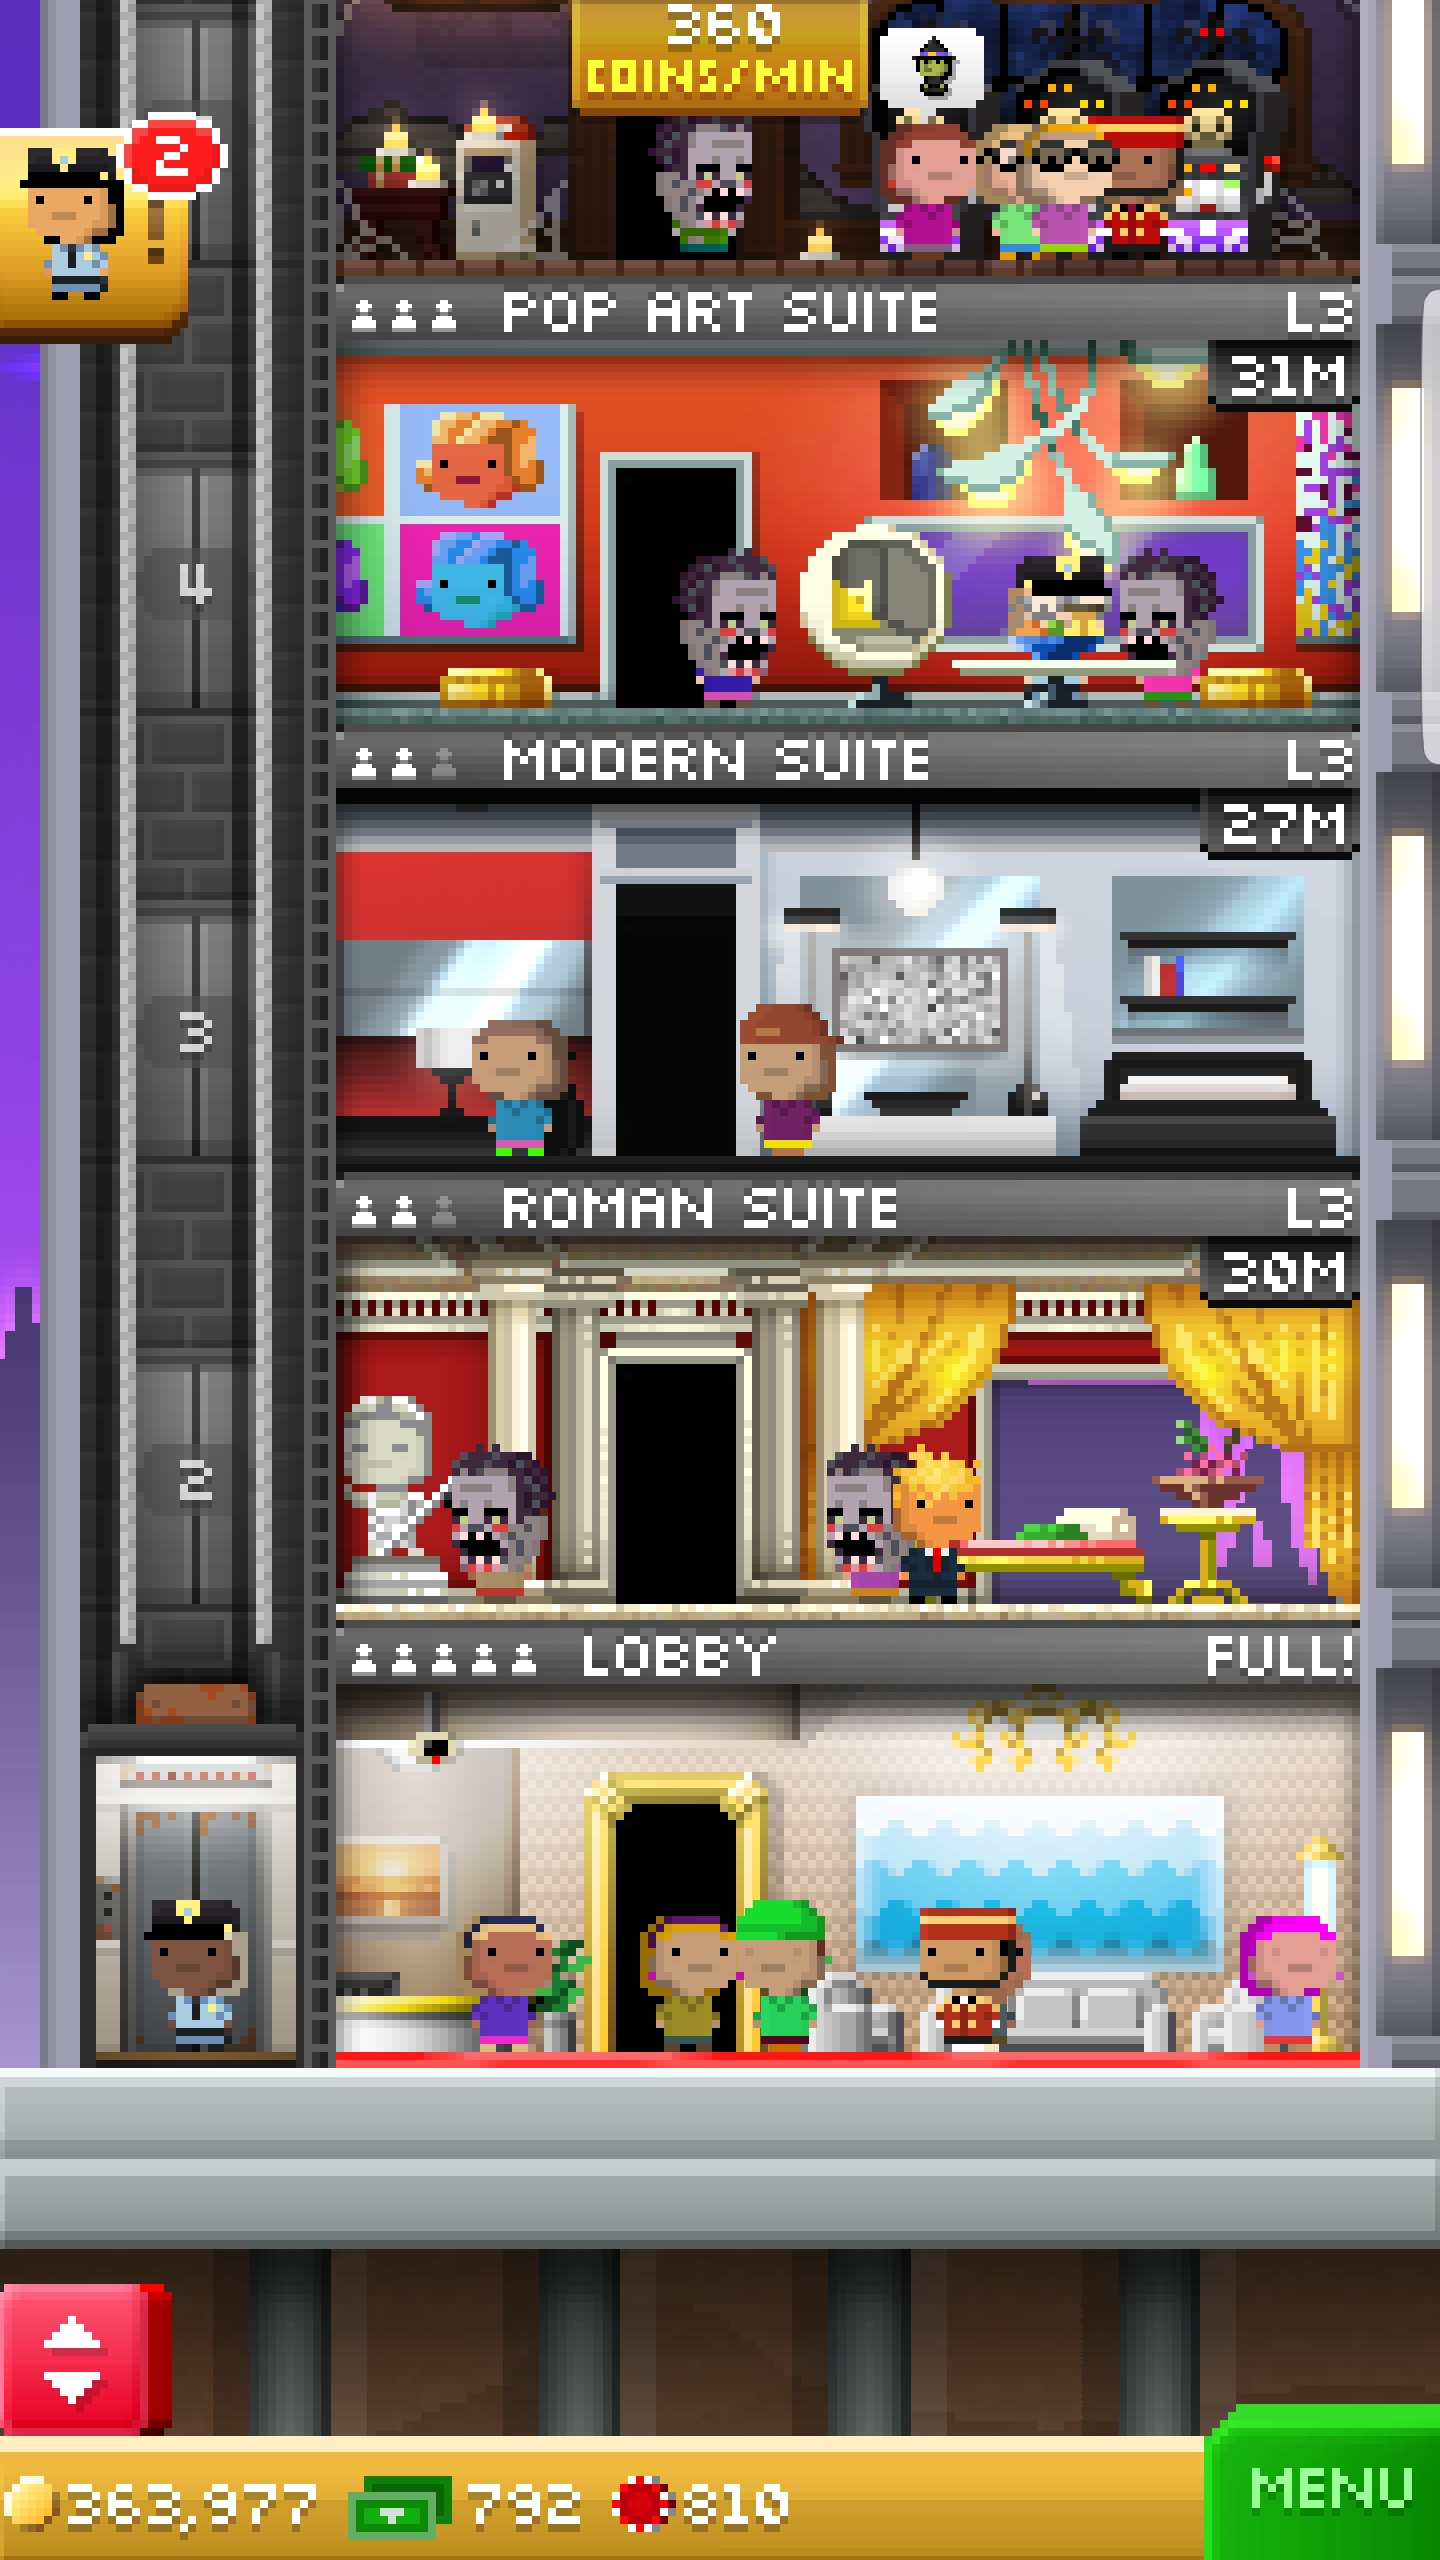 360
COINS/MIN
2
!
POP ART SUITE L3
31M
4
MODERN SUITE L3
27M
3
ROMAN SUITE L3
30M
2
LOBBY FULL!
MENU
363,977 792 810